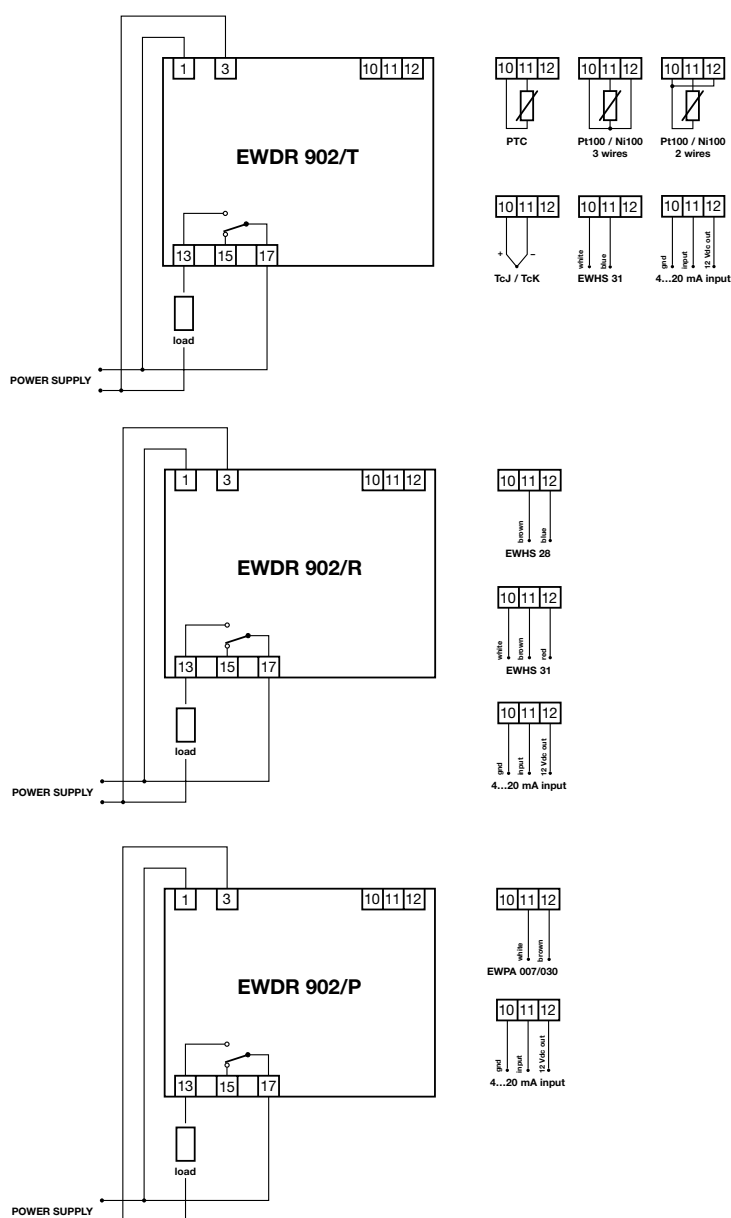 1 3 10 11 12
EWDR 902/T
13 15 17
load
POWER SUPPLY
10 11 12
PTC
10 11 12
Pt100 / Ni100
3 wires
10 11 12
Pt100 / Ni100
2 wires
10 11 12
+ –
TcJ / TcK
10 11 12
white
blue
EWHS 31
10 11 12
gnd
input
12 Vdc out
4...20 mA input
1 3 10 11 12
EWDR 902/R
13 15 17
load
POWER SUPPLY
10 11 12
brown
blue
EWHS 28
10 11 12
white
brown
red
EWHS 31
10 11 12
gnd
input
12 Vdc out
4...20 mA input
1 3 10 11 12
EWDR 902/P
13 15 17
load
POWER SUPPLY
10 11 12
white
brown
EWPA 007/030
10 11 12
gnd
input
12 Vdc out
4...20 mA input